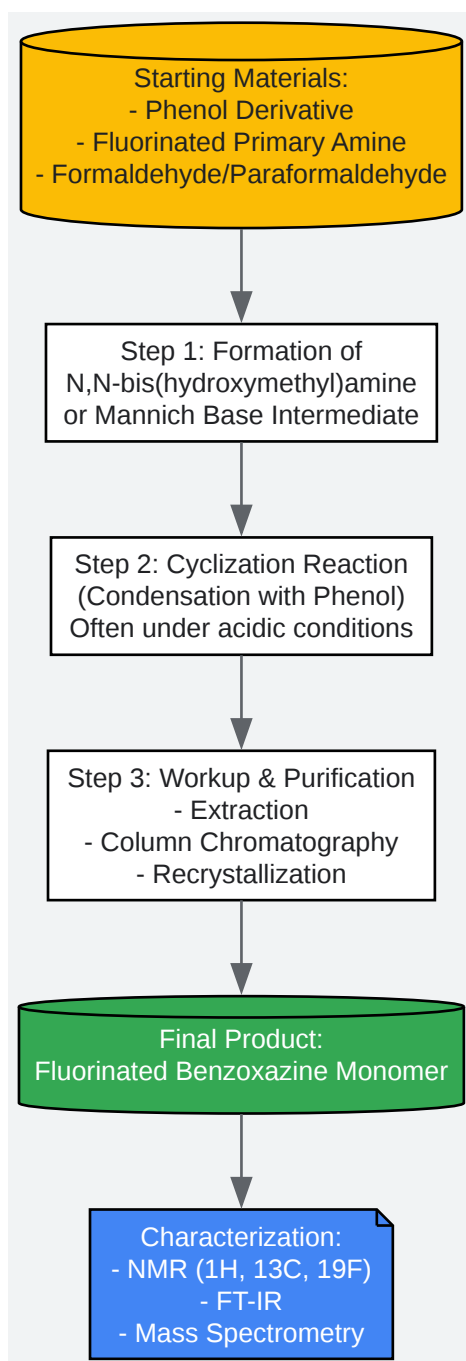 Starting Materials:
- Phenol Derivative
- Fluorinated Primary Amine
- Formaldehyde/Paraformaldehyde
Step 1: Formation of
N,N-bis(hydroxymethyl)amine
or Mannich Base Intermediate
Step 2: Cyclization Reaction
(Condensation with Phenol)
Often under acidic conditions
Step 3: Workup & Purification
- Extraction
- Column Chromatography
- Recrystallization
Final Product:
Fluorinated Benzoxazine Monomer
Characterization:
- NMR (1H, 13C, 19F)
- FT-IR
- Mass Spectrometry